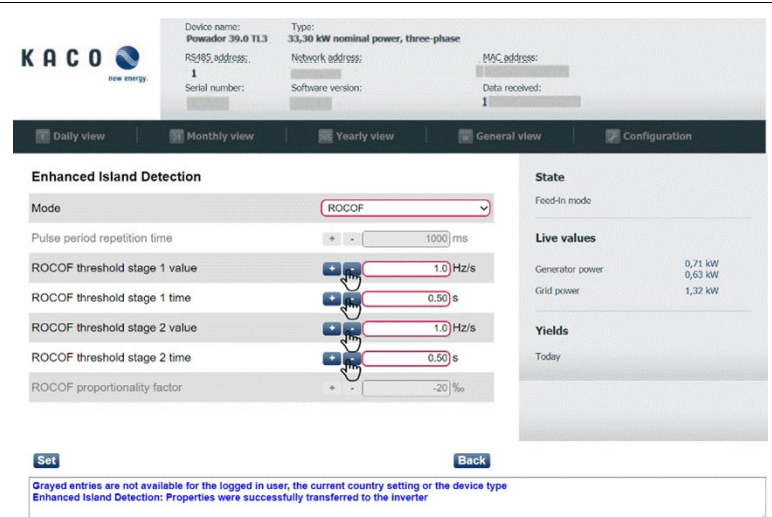 KACO
new energy.
Device name:
Powador 39.0 TL3
Type:
33,30 kW nominal power, three-phase
RS485 address:
1
Network address:
MAC address:
Serial number:
Software version:
Data received:
1
Daily view
31 Monthly view
365 Yearly view
General view
Configuration
Enhanced Island Detection
Mode ROCOF
Pulse period repetition time + - 1000 ms
ROCOF threshold stage 1 value + - 1.0 Hz/s
ROCOF threshold stage 1 time + - 0.50 s
ROCOF threshold stage 2 value + - 1.0 Hz/s
ROCOF threshold stage 2 time + - 0.50 s
ROCOF proportionality factor + - -20 ‰
State
Feed-in mode
Live values
Generator power 0,71 kW
0,63 kW
Grid power 1,32 kW
Yields
Today
Set Back
Grayed entries are not available for the logged in user, the current country setting or the device type
Enhanced Island Detection: Properties were successfully transferred to the inverter